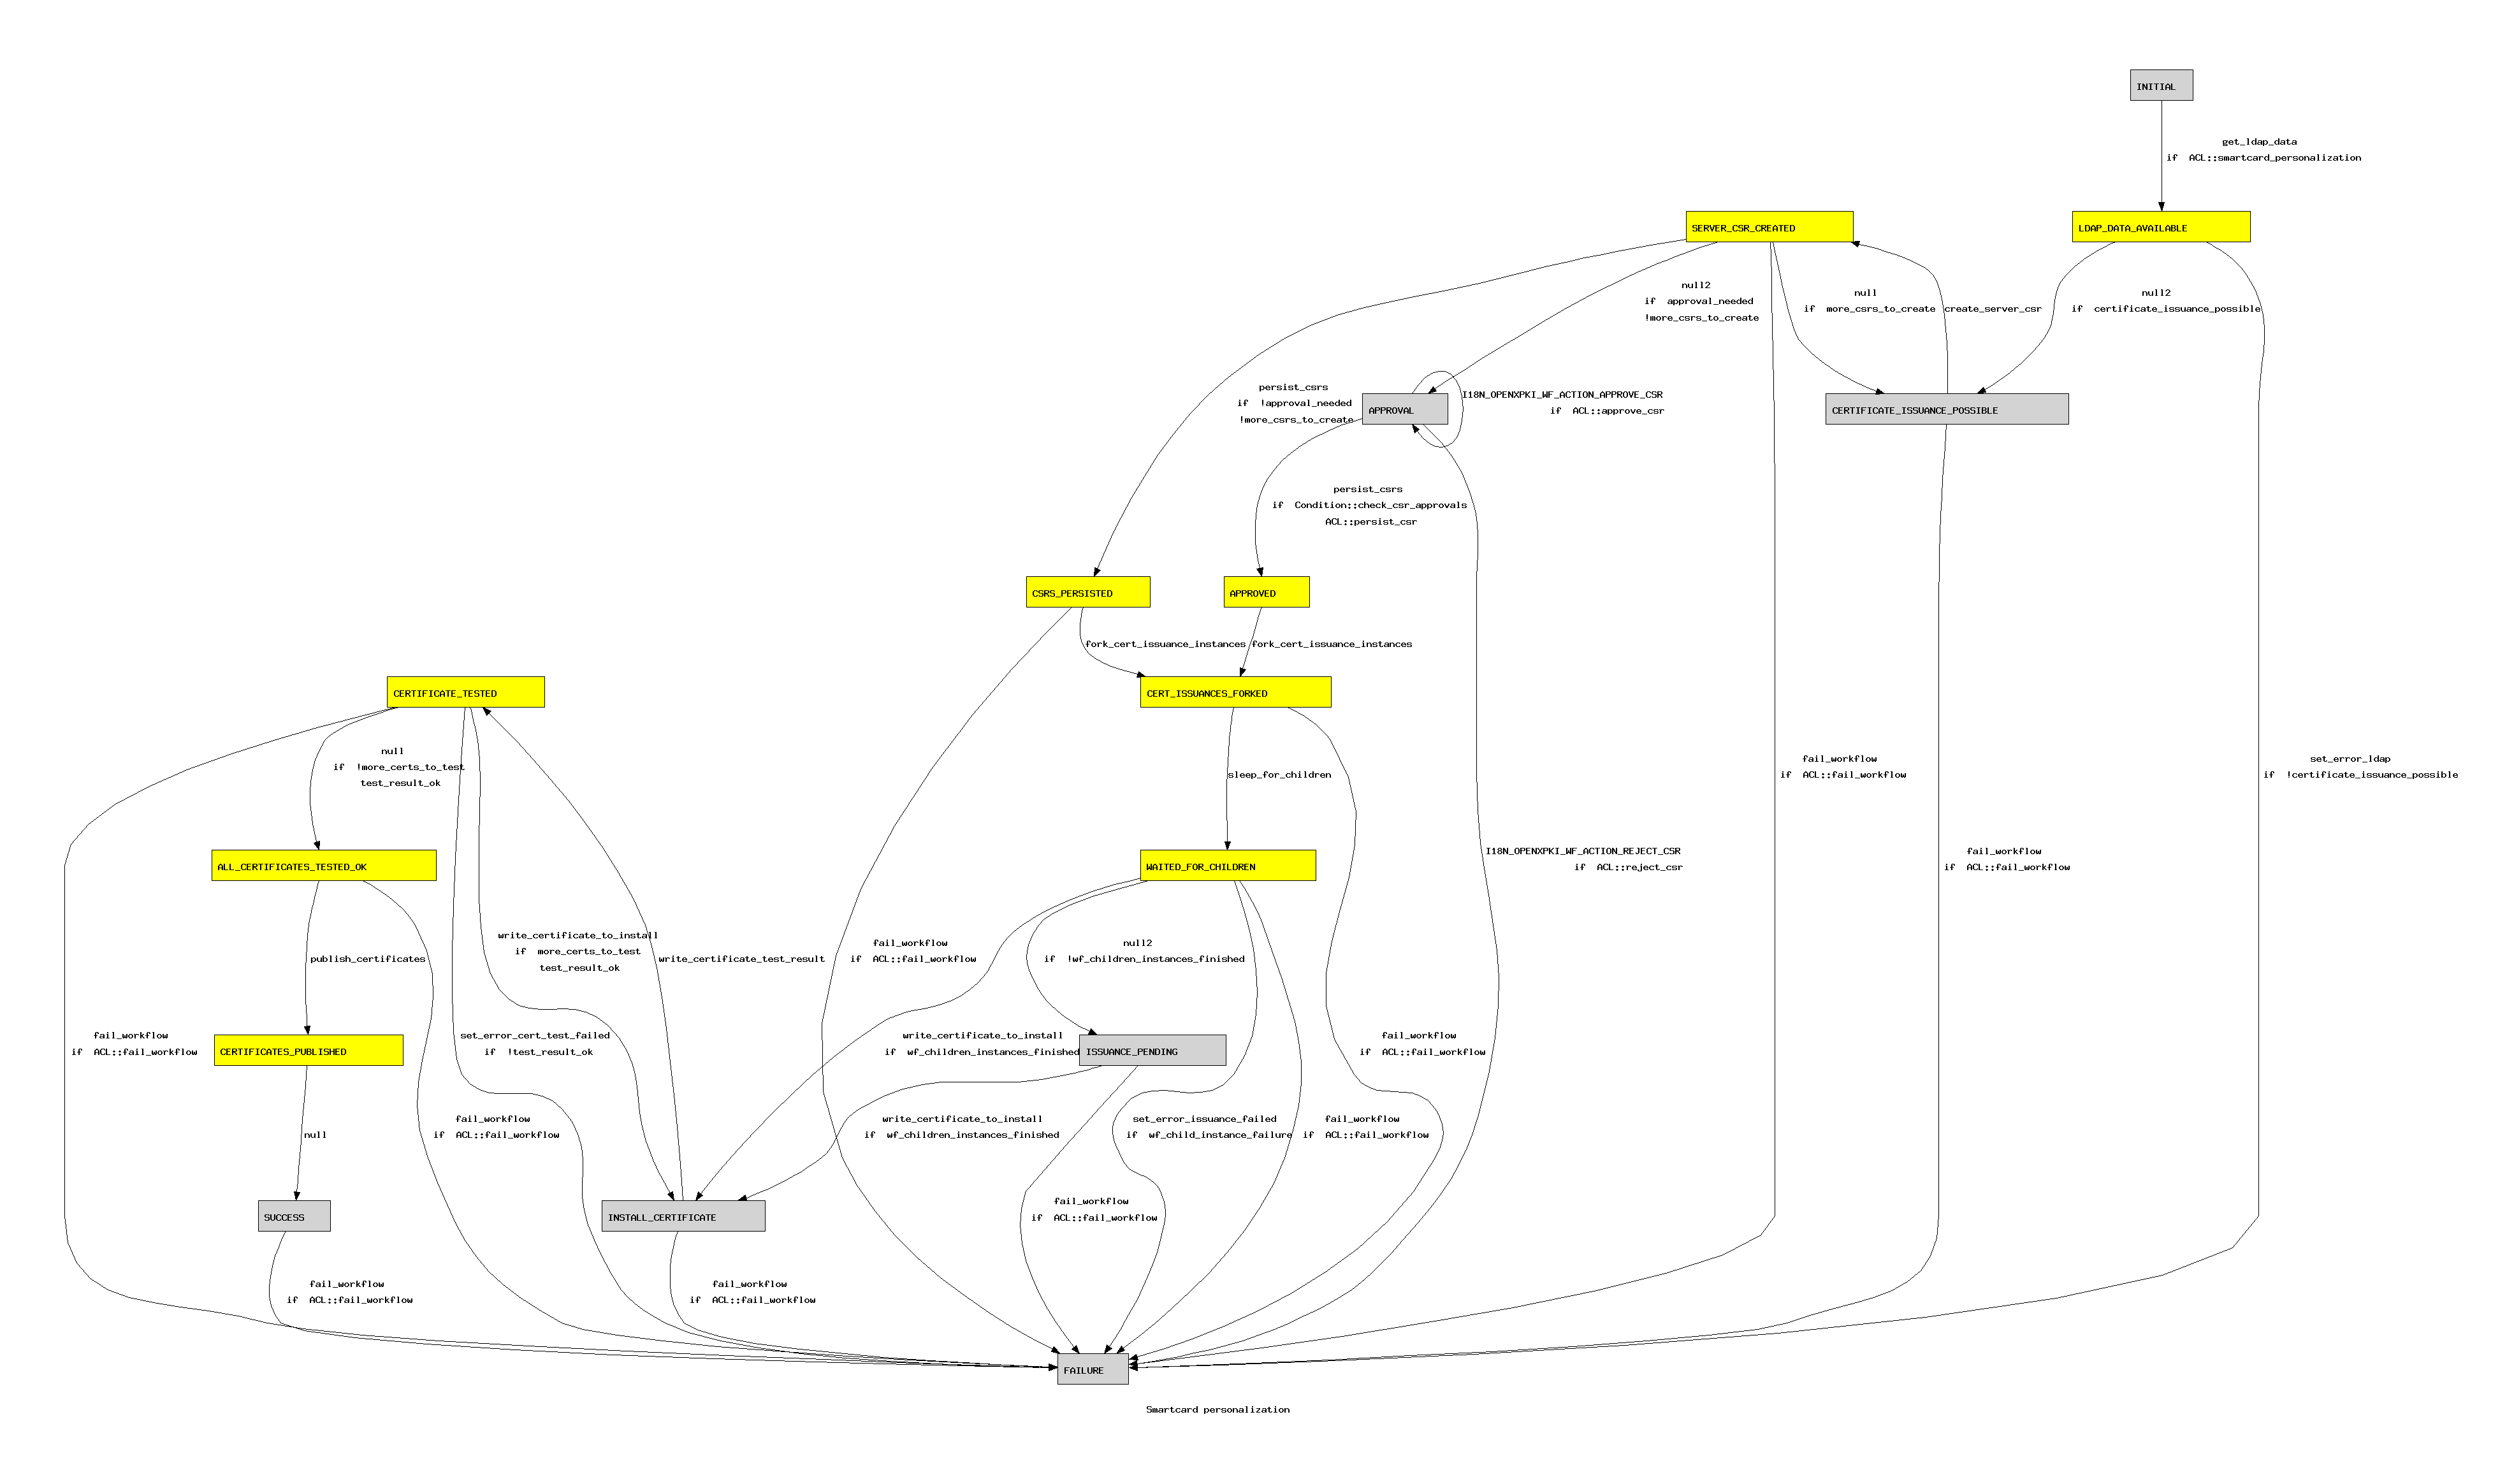 INITIAL
get_ldap_data
if ACL::smartcard_personalization
SERVER_CSR_CREATED
LDAP_DATA_AVAILABLE
null2
if approval_needed
!more_csrs_to_create
null
if more_csrs_to_create
create_server_csr
null2
if certificate_issuance_possible
persist_csrs
if !approval_needed
!more_csrs_to_create
APPROVAL
I18N_OPENXPKI_WF_ACTION_APPROVE_CSR
if ACL::approve_csr
CERTIFICATE_ISSUANCE_POSSIBLE
persist_csrs
if Condition::check_csr_approvals
ACL::persist_csr
CSRS_PERSISTED
APPROVED
fork_cert_issuance_instances
fork_cert_issuance_instances
CERTIFICATE_TESTED
CERT_ISSUANCES_FORKED
null
if !more_certs_to_test
test_result_ok
sleep_for_children
fail_workflow
if ACL::fail_workflow
set_error_ldap
if !certificate_issuance_possible
ALL_CERTIFICATES_TESTED_OK
WAITED_FOR_CHILDREN
I18N_OPENXPKI_WF_ACTION_REJECT_CSR
if ACL::reject_csr
fail_workflow
if ACL::fail_workflow
publish_certificates
write_certificate_to_install
if more_certs_to_test
test_result_ok
write_certificate_test_result
fail_workflow
if ACL::fail_workflow
null2
if !wf_children_instances_finished
fail_workflow
if ACL::fail_workflow
CERTIFICATES_PUBLISHED
set_error_cert_test_failed
if !test_result_ok
write_certificate_to_install
if wf_children_instances_finished
ISSUANCE_PENDING
fail_workflow
if ACL::fail_workflow
null
fail_workflow
if ACL::fail_workflow
write_certificate_to_install
if wf_children_instances_finished
set_error_issuance_failed
if wf_child_instance_failure
fail_workflow
if ACL::fail_workflow
SUCCESS
INSTALL_CERTIFICATE
fail_workflow
if ACL::fail_workflow
fail_workflow
if ACL::fail_workflow
fail_workflow
if ACL::fail_workflow
FAILURE
Smartcard personalization